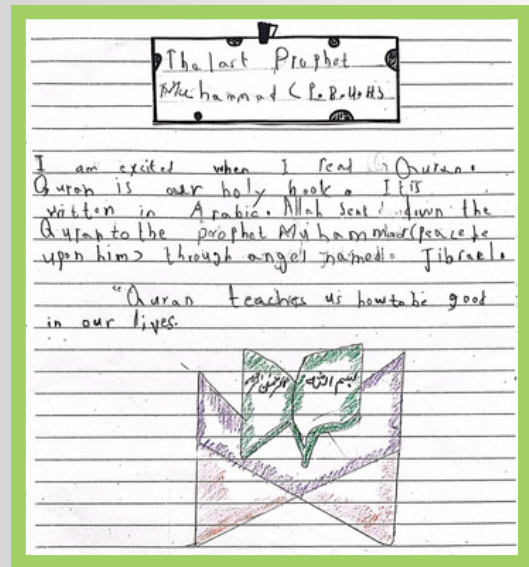 The last Prophet
Muhammad (P.B.U.H)
I am excited when I read Quran.
Quran is our holy book. It is
written in Arabic. Allah sent down the
Quran to the prophet Muhammad (peace be
upon him) through angel named. Jibrael.
"Quran teaches us how to be good
in our lives.
بسم الله
الرحمن الرحيم